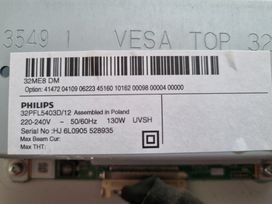 3549 1 VESA TOP 32
32ME8 DM
Option: 41472 04109 06223 45160 10162 00098 00004 00000
PHILIPS
32PFL5403D/12 Assembled in Poland
220-240V ~ 50/60Hz 130W UVSH
Serial No : HJ 6L0905 528935
Max Beam Cur:
Max THT: